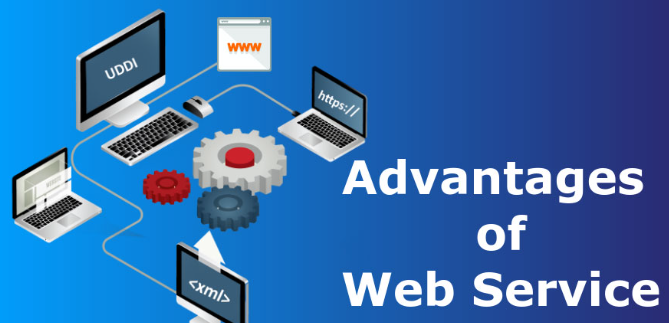 UDDI
www
https://
<xml>
Advantages
of
Web Service